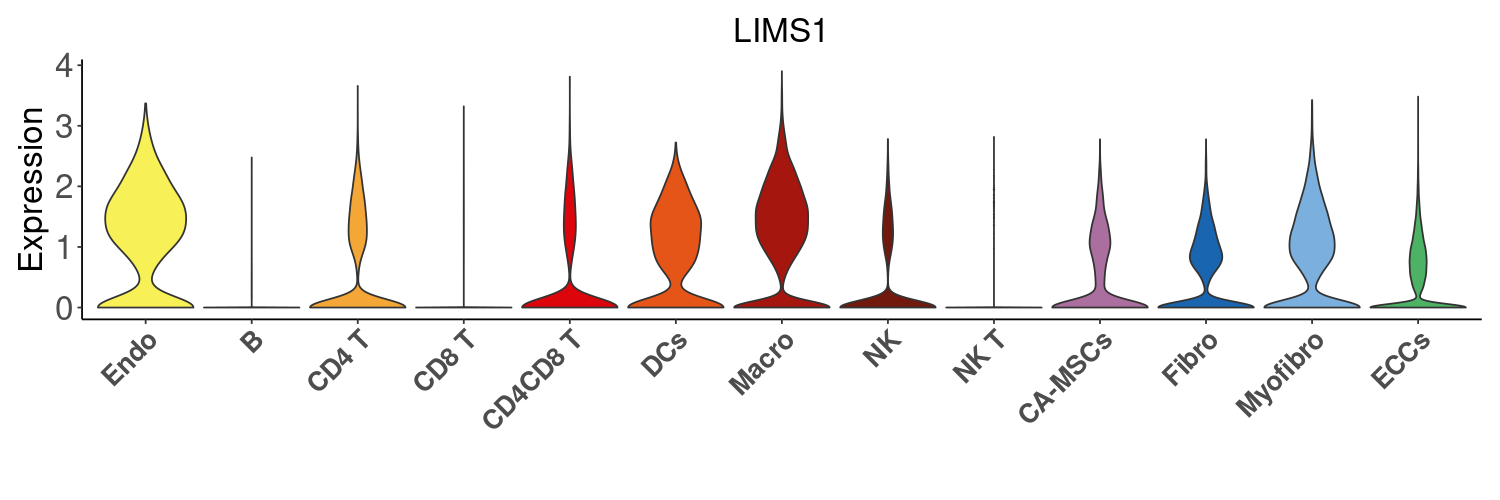 LIMS1
Expression
4
3
2
1
0
Endo
B
CD4 T
CD8 T
CD4CD8 T
DCs
Macro
NK
NK T
CA-MSCs
Fibro
Myofibro
ECCs